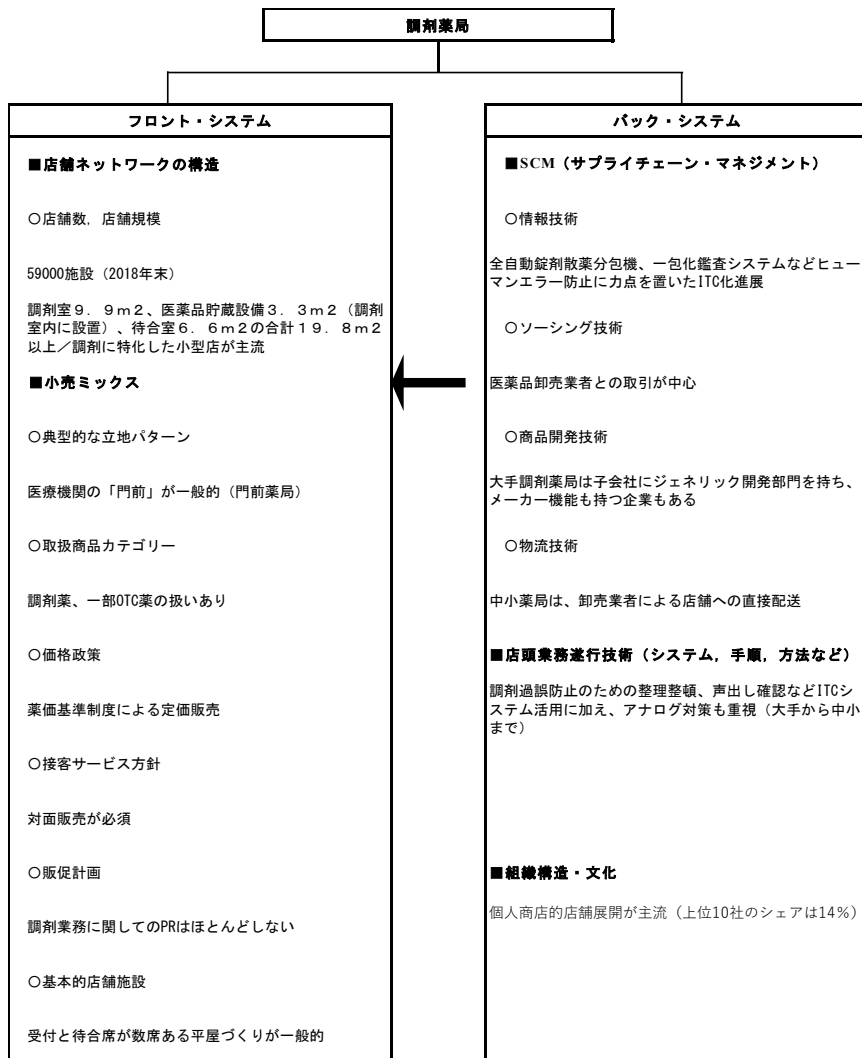 調剤薬局
フロント・システム
■店舗ネットワークの構造
○店舗数，店舗規模
59000施設（2018年末）
調剤室９．９ｍ２、医薬品貯蔵設備３．３ｍ２（調剤
室内に設置）、待合室６．６ｍ２の合計１９．８ｍ２
以上／調剤に特化した小型店が主流
■小売ミックス
○典型的な立地パターン
医療機関の「門前」が一般的（門前薬局）
○取扱商品カテゴリー
調剤薬、一部OTC薬の扱いあり
○価格政策
薬価基準制度による定価販売
○接客サービス方針
対面販売が必須
○販促計画
調剤業務に関してのPRはほとんどしない
○基本的店舗施設
受付と待合席が数席ある平屋づくりが一般的
バック・システム
■SCM（サプライチェーン・マネジメント）
○情報技術
全自動錠剤散薬分包機、一包化鑑査システムなどヒュー
マンエラー防止に力点を置いたITC化進展
○ソーシング技術
医薬品卸売業者との取引が中心
○商品開発技術
大手調剤薬局は子会社にジェネリック開発部門を持ち、
メーカー機能も持つ企業もある
○物流技術
中小薬局は、卸売業者による店舗への直接配送
■店頭業務遂行技術（システム，手順，方法など）
調剤過誤防止のための整理整頓、声出し確認などITCシ
ステム活用に加え、アナログ対策も重視（大手から中小
まで）
■組織構造・文化
個人商店的店舗展開が主流（上位10社のシェアは14％）